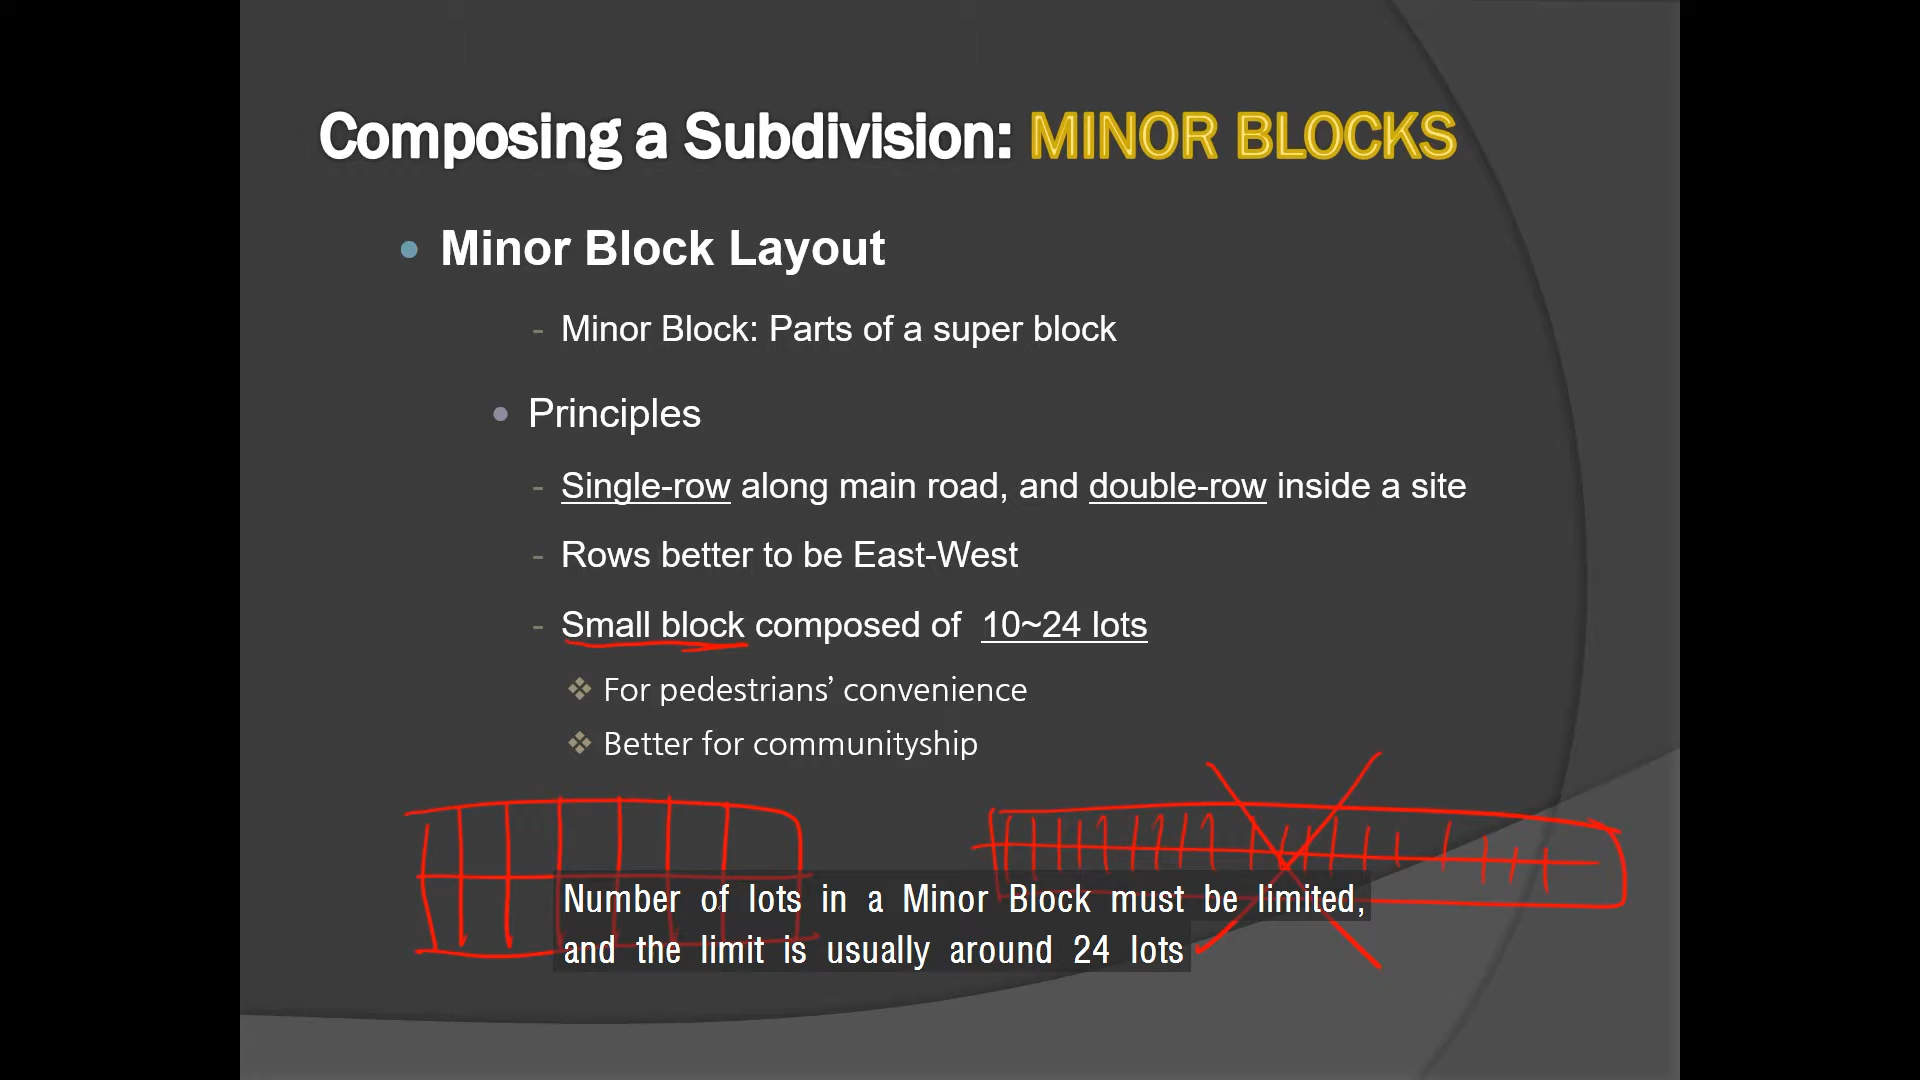 Composing a Subdivision: MINOR BLOCKS
• Minor Block Layout
- Minor Block: Parts of a super block
• Principles
- Single-row along main road, and double-row inside a site
- Rows better to be East-West
- Small block composed of 10~24 lots
❖ For pedestrians’ convenience
❖ Better for communityship
Number of lots in a Minor Block must be limited,
and the limit is usually around 24 lots